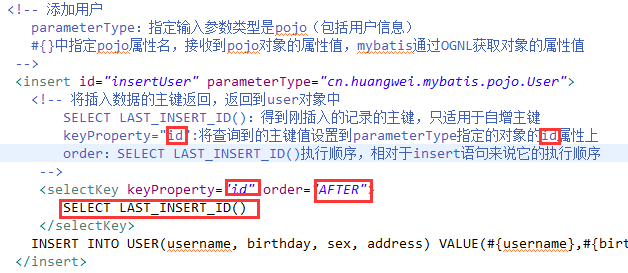 <!-- 添加用户
parameterType：指定输入参数类型是pojo（包括用户信息）
#{}中指定pojo属性名，接收到pojo对象的属性值，mybatis通过OGNL获取对象的属性值
-->
<insert id="insertUser" parameterType="cn.huangwei.mybatis.pojo.User">
<!-- 将插入数据的主键返回，返回到user对象中
SELECT LAST_INSERT_ID()：得到刚插入的记录的主键，只适用于自增主键
keyProperty="id":将查询到的主键值设置到parameterType指定的对象的id属性上
order：SELECT LAST_INSERT_ID()执行顺序，相对于insert语句来说它的执行顺序
-->
<selectKey keyProperty="id" order="AFTER">
SELECT LAST_INSERT_ID()
</selectKey>
INSERT INTO USER(username, birthday, sex, address) VALUE(#{username},#{birt
</insert>